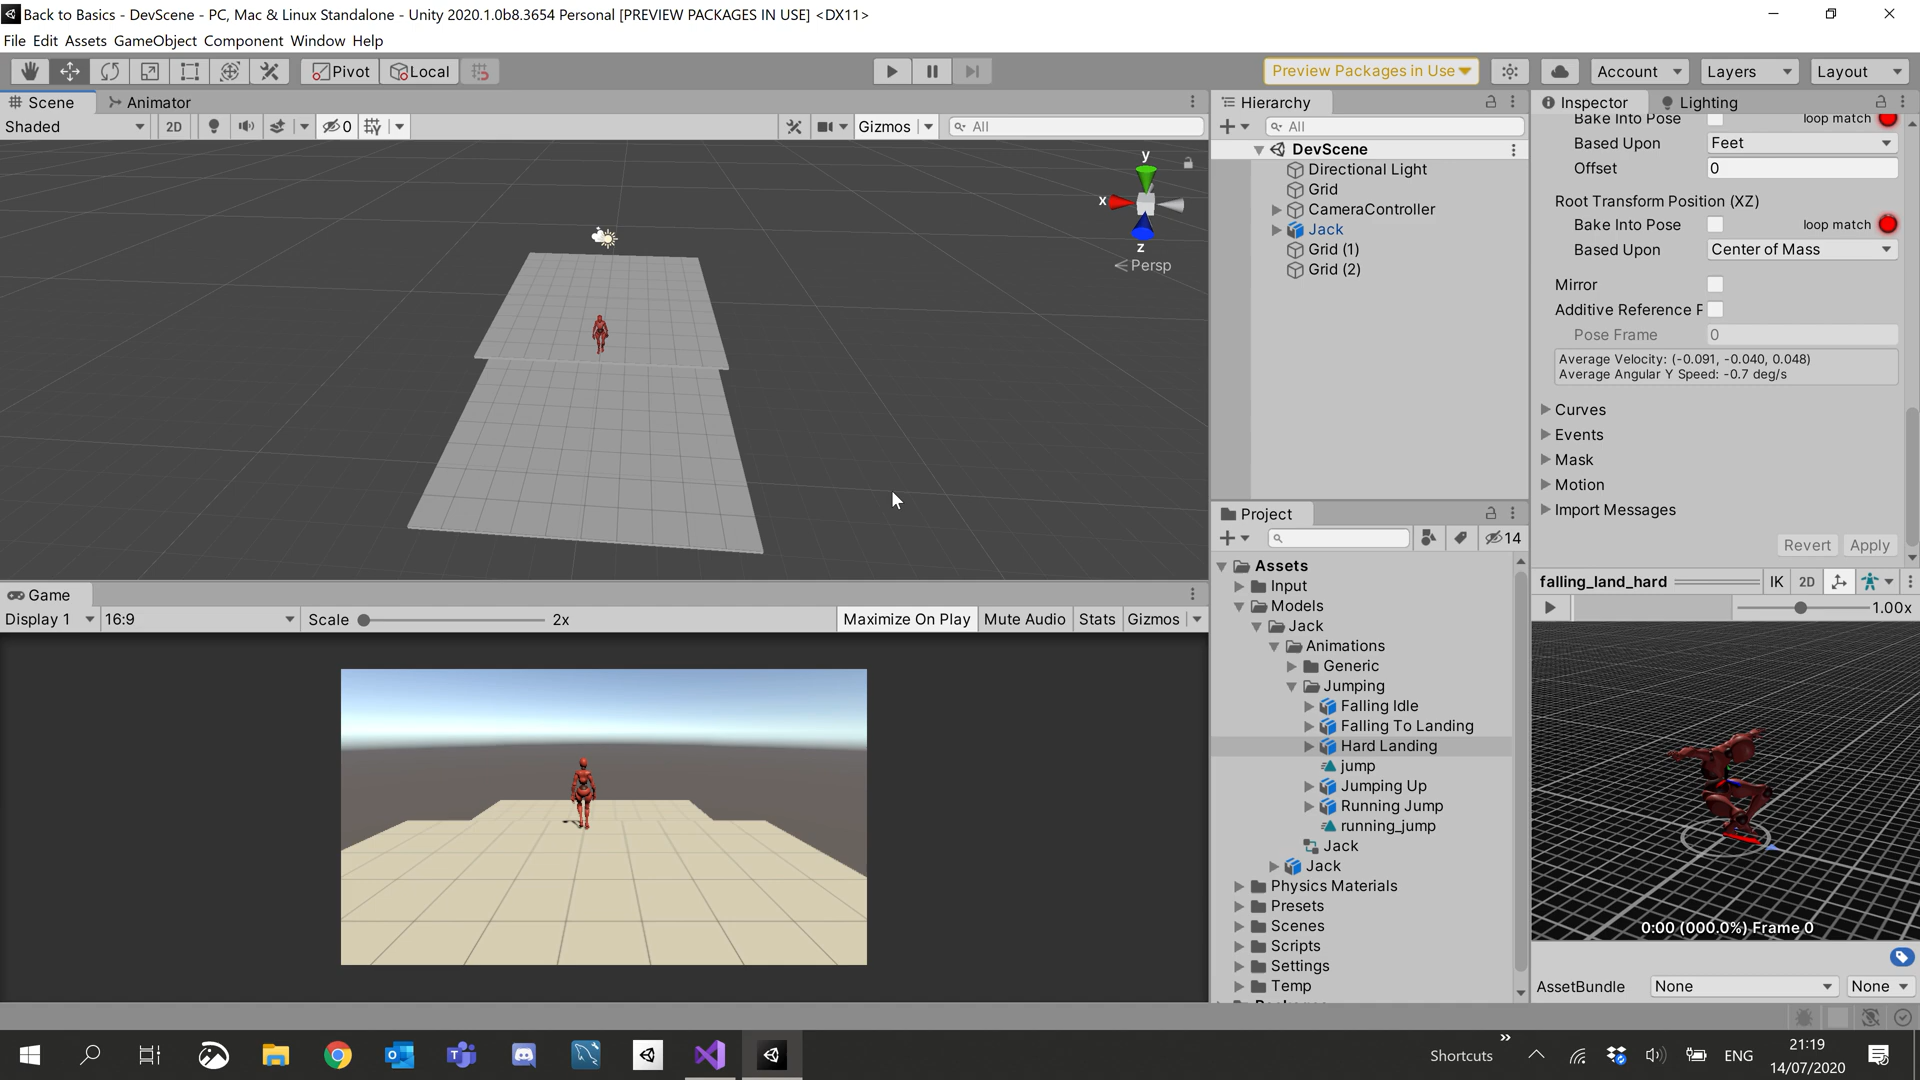 Back to Basics - DevScene - PC, Mac & Linux Standalone - Unity 2020.1.0b8.3654 Personal [PREVIEW PACKAGES IN USE] <DX11>
File Edit Assets GameObject Component Window Help
Pivot Local Preview Packages in Use Account Layers Layout
Scene Animator
Shaded 2D 0 Gizmos All
y
x
z
Persp
Game
Display 1 16:9 Scale 2x Maximize On Play Mute Audio Stats Gizmos
Hierarchy
All
DevScene
Directional Light
Grid
CameraController
Jack
Grid (1)
Grid (2)
Project
14
Assets
Input
Models
Jack
Animations
Generic
Jumping
Falling Idle
Falling To Landing
Hard Landing
jump
Jumping Up
Running Jump
running_jump
Jack
Jack
Physics Materials
Presets
Scenes
Scripts
Settings
Temp
Inspector Lighting
Bake Into Pose loop match
Based Upon Feet
Offset 0
Root Transform Position (XZ)
Bake Into Pose loop match
Based Upon Center of Mass
Mirror
Additive Reference P
Pose Frame 0
Average Velocity: (-0.091, -0.040, 0.048)
Average Angular Y Speed: -0.7 deg/s
Curves
Events
Mask
Motion
Import Messages
Revert Apply
falling_land_hard IK 2D
1.00x
0:00 (000.0%) Frame 0
AssetBundle None None
Shortcuts ENG 21:19
14/07/2020